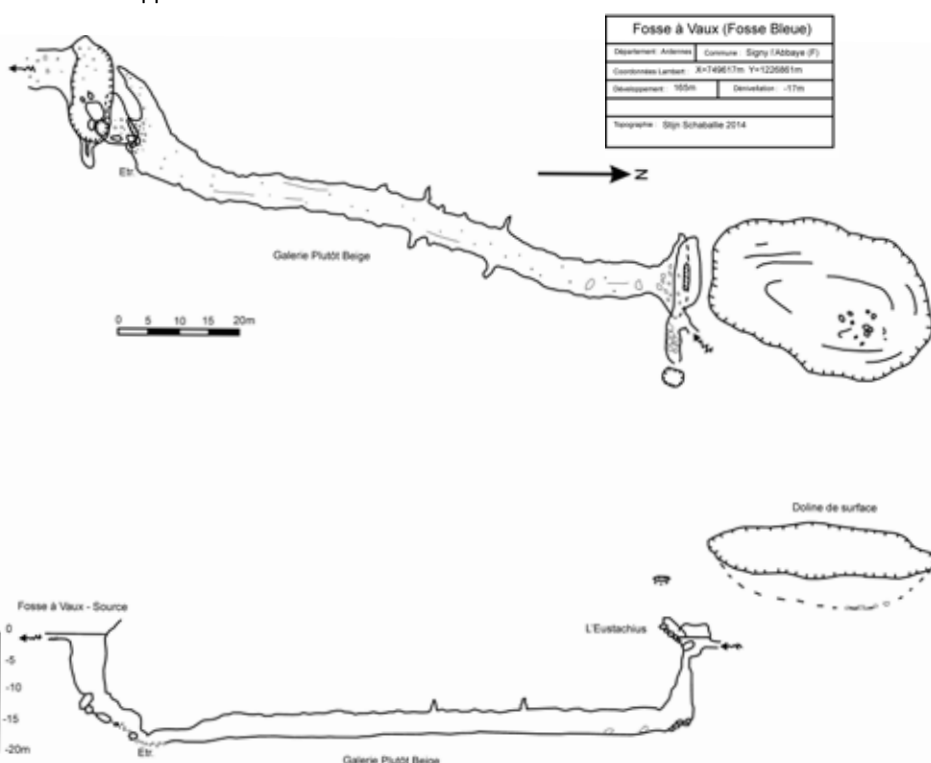 Fosse à Vaux (Fosse Bleue)
Département: Ardennes Commune: Signy l'Abbaye (F)
Coordonnées Lambert: X=749617m Y=1226861m
Développement: 165m Dénivellation: -17m
Topographie: Stijn Schaballie 2014
Etr.
N
Galerie Plutôt Beige
0 5 10 15 20m
Doline de surface
Fosse à Vaux - Source
L'Eustachius
0
-5
-10
-15
-20m
Etr.
Galerie Plutôt Beige